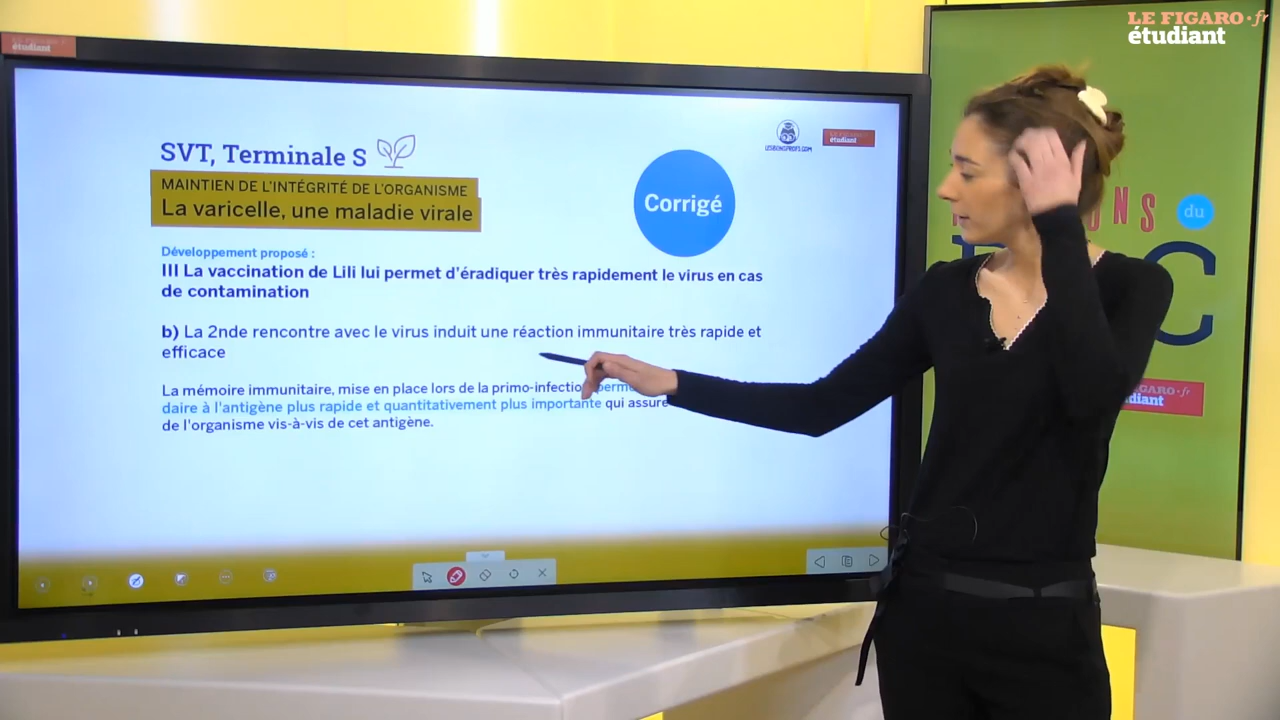 LE FIGARO·fr
étudiant
étudiant
SVT, Terminale S
LESBONSPROFS.COM
étudiant
MAINTIEN DE L'INTÉGRITÉ DE L'ORGANISME
La varicelle, une maladie virale
Corrigé
du
Développement proposé :
III La vaccination de Lili lui permet d'éradiquer très rapidement le virus en cas
de contamination
b) La 2nde rencontre avec le virus induit une réaction immunitaire très rapide et
efficace
La mémoire immunitaire, mise en place lors de la primo-infection
daire à l'antigène plus rapide et quantitativement plus importante qui assure
de l'organisme vis-à-vis de cet antigène.